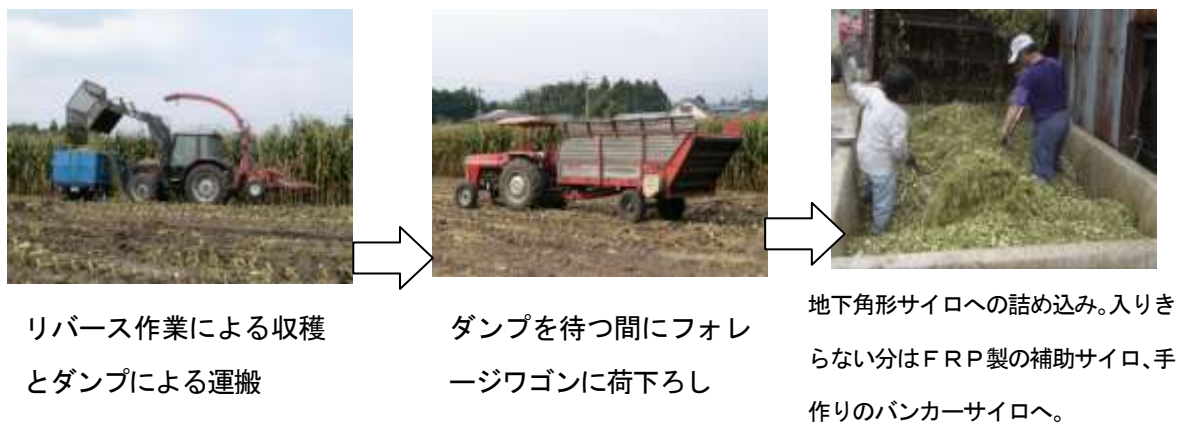 リバース作業による収穫
とダンプによる運搬
ダンプを待つ間にフォレ
ージワゴンに荷下ろし
地下角形サイロへの詰め込み。入りき
らない分はＦＲＰ製の補助サイロ、手
作りのバンカーサイロへ。